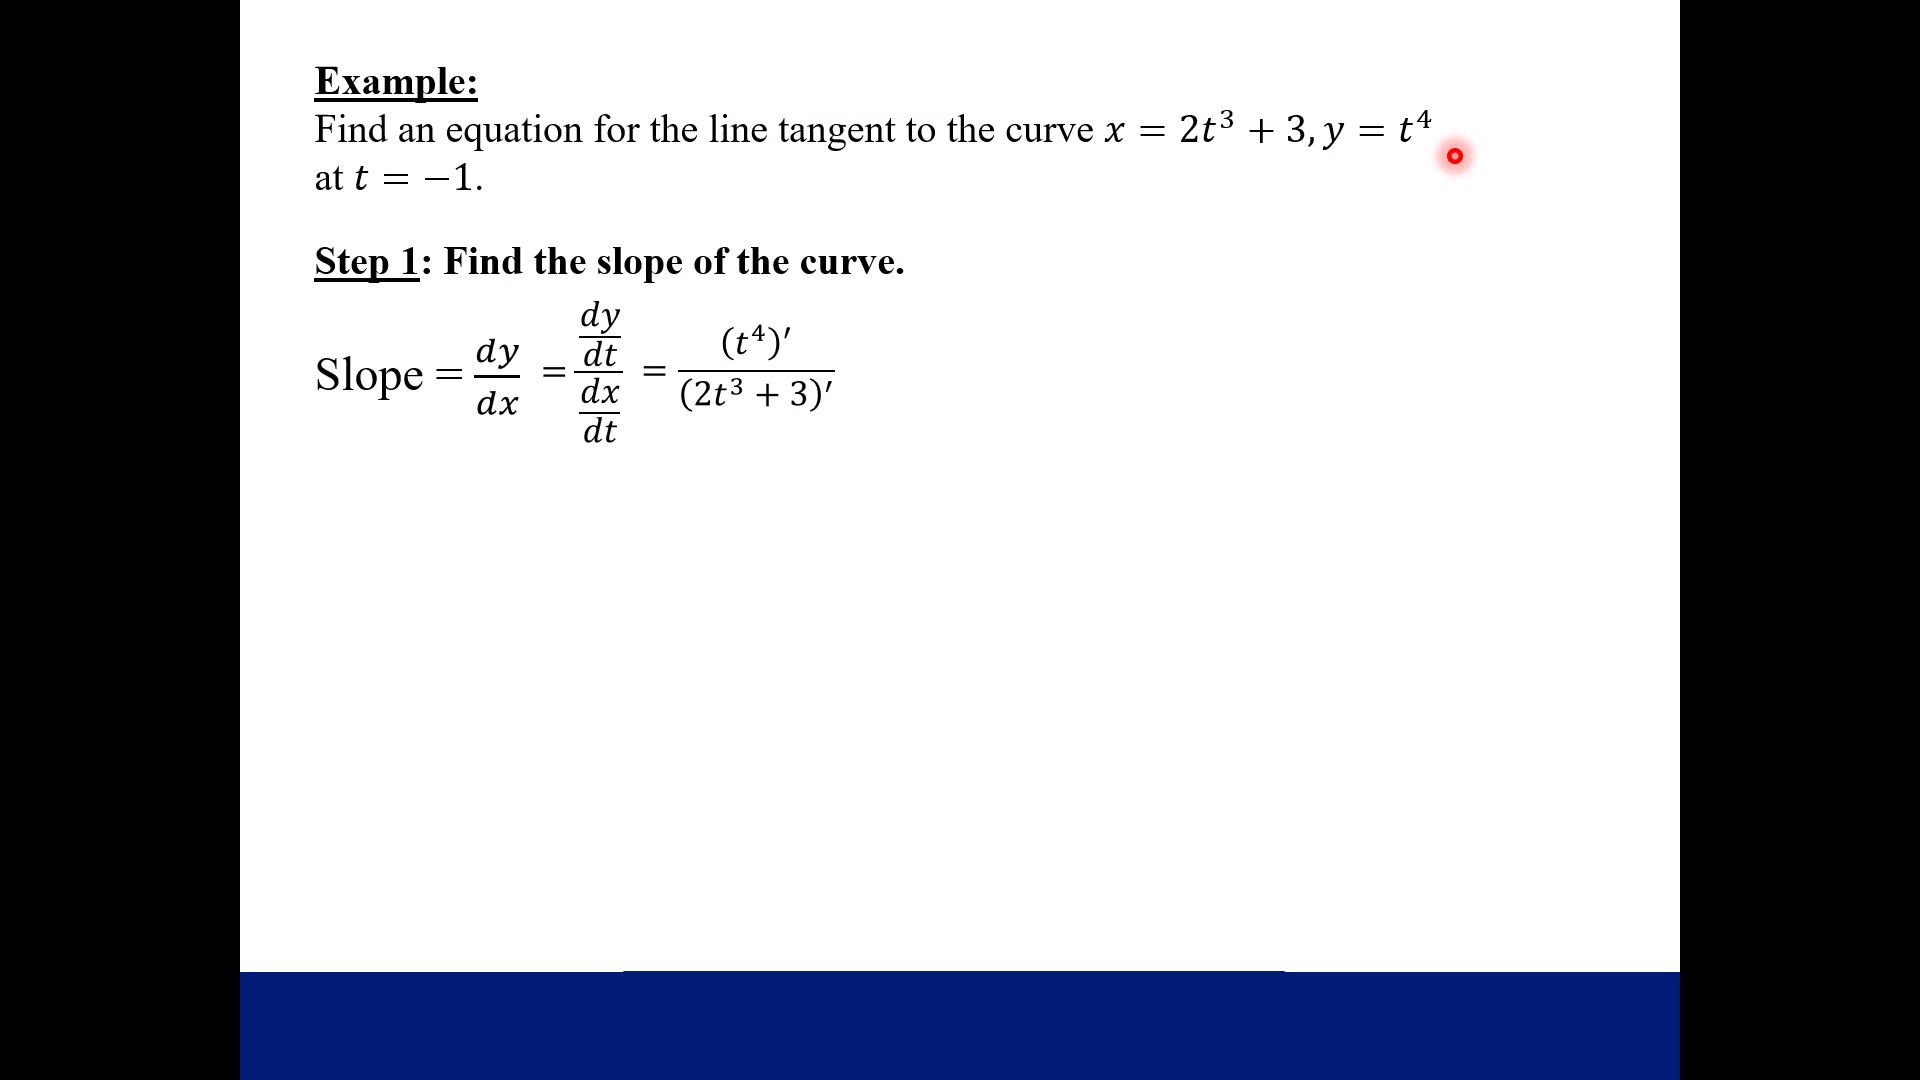 Example:
Find an equation for the line tangent to the curve x = 2t³ + 3, y = t⁴
at t = −1.
Step 1: Find the slope of the curve.
Slope = dy/dx = (dy/dt)/(dx/dt) = (t⁴)′/(2t³ + 3)′